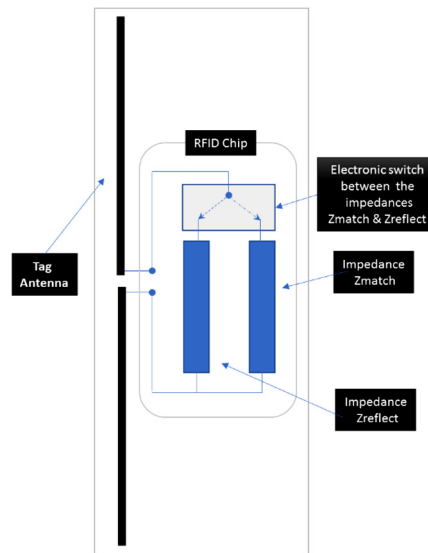 RFID Chip
Electronic switch
between the
impedances
Zmatch & Zreflect
Tag
Antenna
Impedance
Zmatch
Impedance
Zreflect